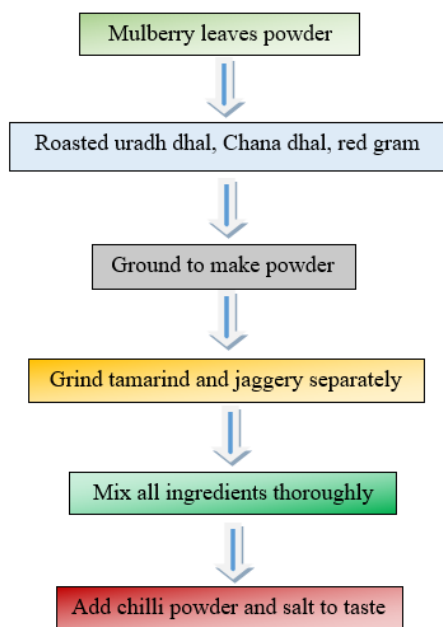 Mulberry leaves powder
Roasted uradh dhal, Chana dhal, red gram
Ground to make powder
Grind tamarind and jaggery separately
Mix all ingredients thoroughly
Add chilli powder and salt to taste